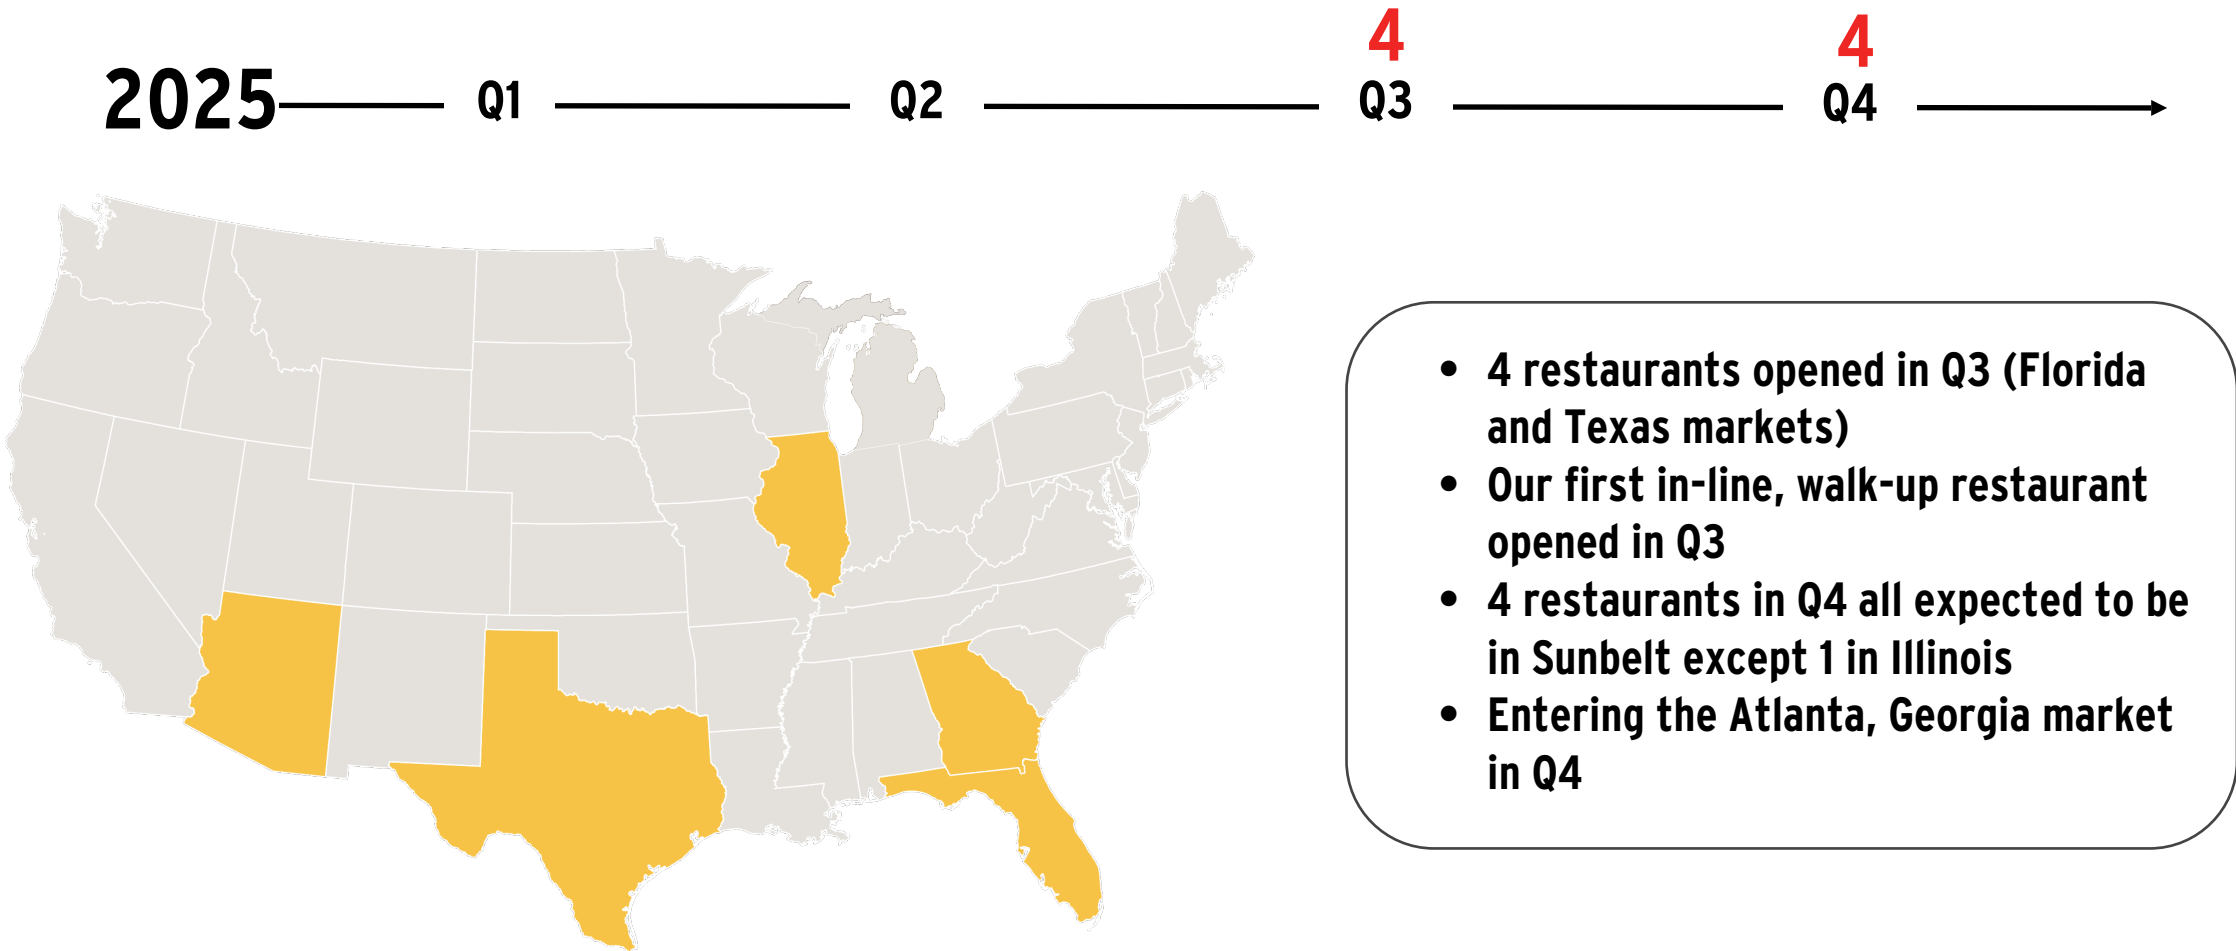 4 4
2025 Q1 Q2 Q3 Q4
• 4 restaurants opened in Q3 (Florida
and Texas markets)
• Our first in-line, walk-up restaurant
opened in Q3
• 4 restaurants in Q4 all expected to be
in Sunbelt except 1 in Illinois
• Entering the Atlanta, Georgia market
in Q4